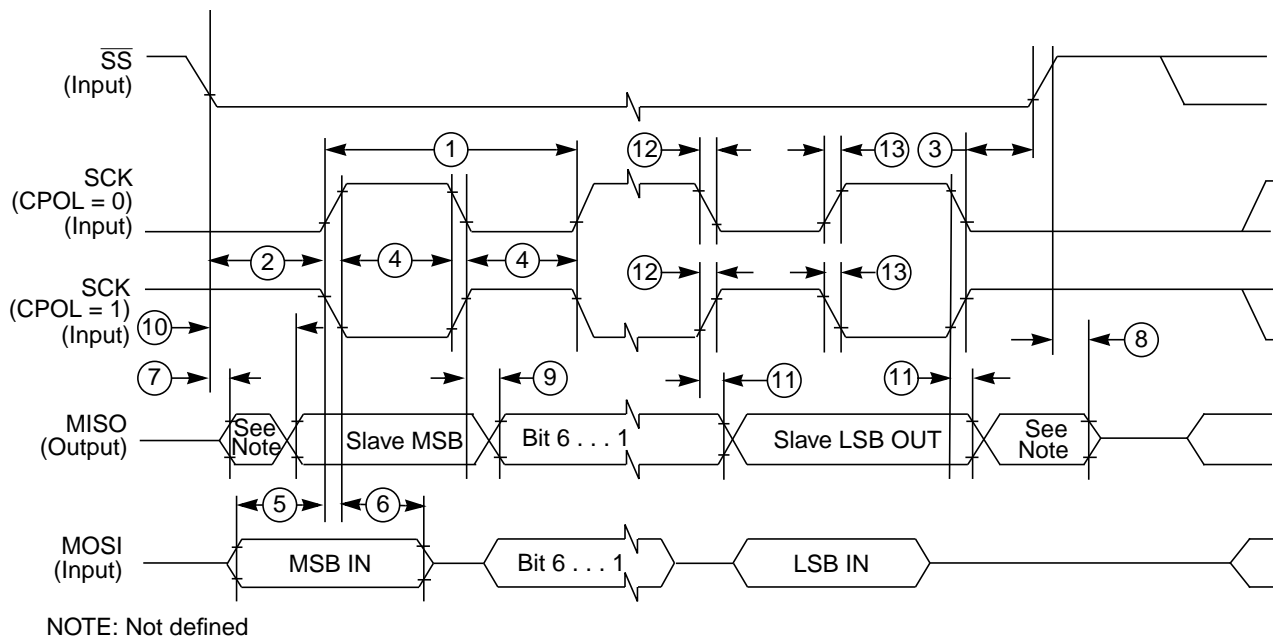 SS
(Input)
1
12
13
3
SCK
(CPOL = 0)
(Input)
2
4
4
12
13
SCK
(CPOL = 1)
(Input)
10
8
7
9
11
11
MISO
(Output)
See
Note
Slave MSB
Bit 6 . . . 1
Slave LSB OUT
See
Note
5
6
MOSI
(Input)
MSB IN
Bit 6 . . . 1
LSB IN
NOTE: Not defined